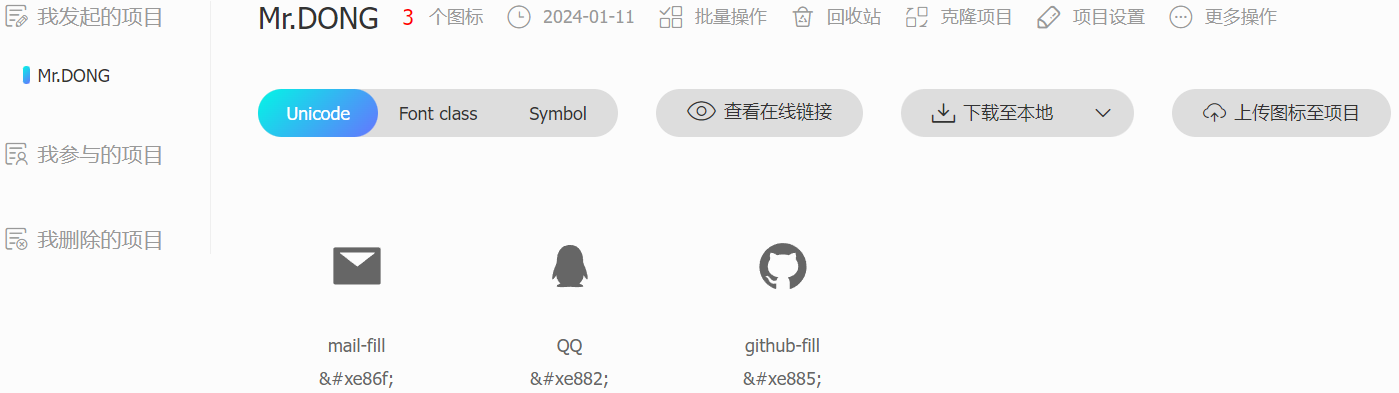 我发起的项目
Mr.DONG
我参与的项目
我删除的项目
Mr.DONG 3 个图标 2024-01-11 批量操作 回收站 克隆项目 项目设置 更多操作
Unicode Font class Symbol 查看在线链接 下载至本地 上传图标至项目
mail-fill QQ github-fill
&#xe86f; &#xe882; &#xe885;